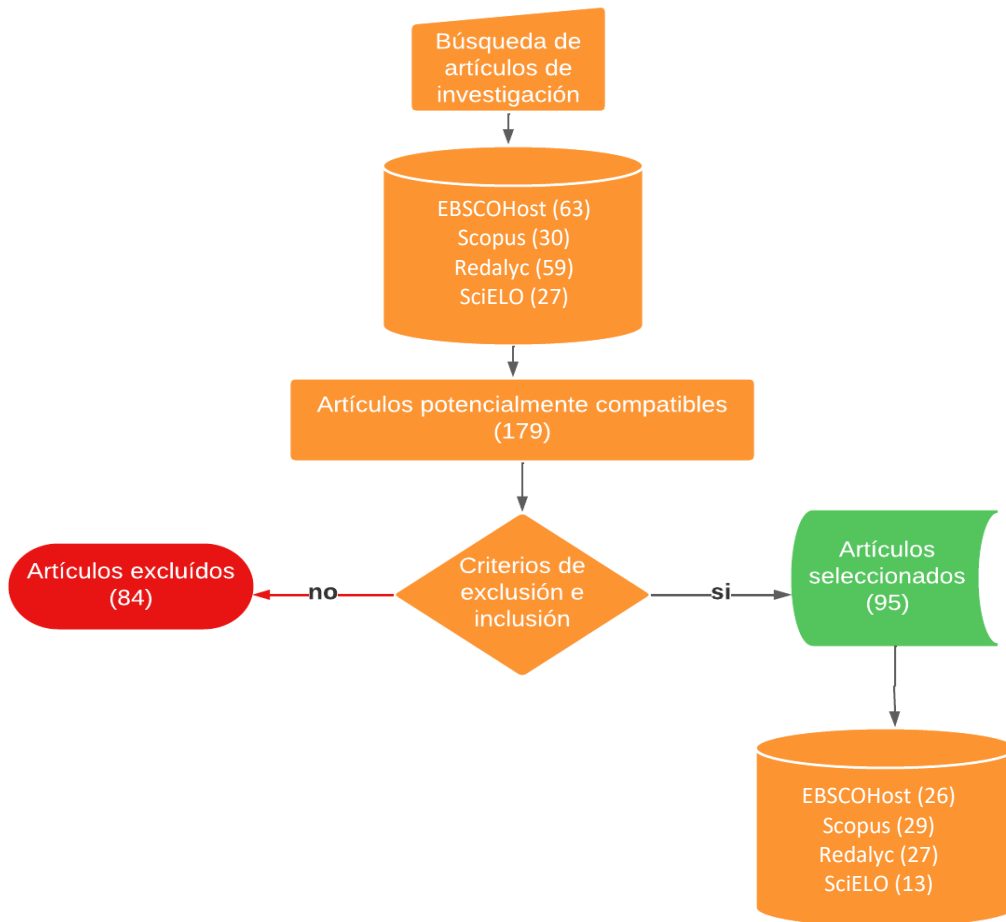 Búsqueda de
artículos de
investigación
EBSCOHost (63)
Scopus (30)
Redalyc (59)
SciELO (27)
Artículos potencialmente compatibles
(179)
Criterios de
exclusión e
inclusión
no
Artículos excluídos
(84)
si
Artículos
seleccionados
(95)
EBSCOHost (26)
Scopus (29)
Redalyc (27)
SciELO (13)